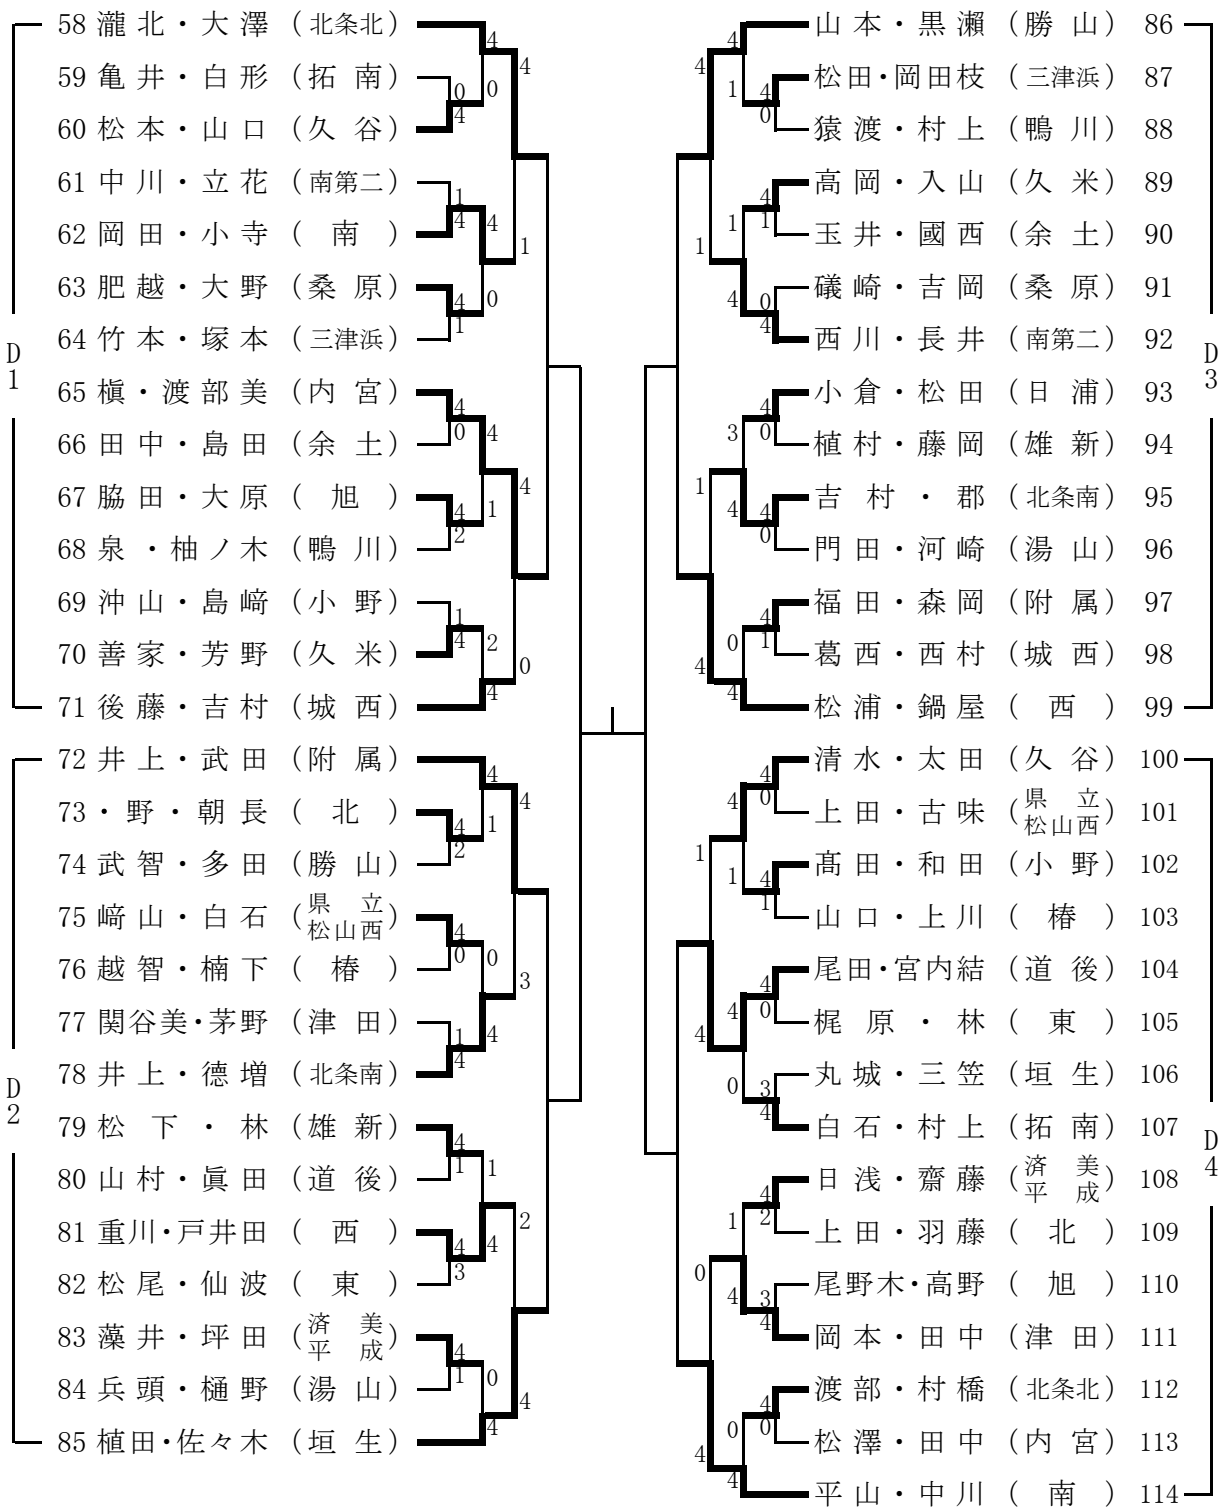 58 瀧北・大澤 (北条北)
59 亀井・白形 (拓南)
60 松本・山口 (久谷)
61 中川・立花 (南第二)
62 岡田・小寺 (南)
63 肥越・大野 (桑原)
64 竹本・塚本 (三津浜)
65 槇・渡部美 (内宮)
66 田中・島田 (余土)
67 脇田・大原 (旭)
68 泉・柚ノ木 (鴨川)
69 沖山・島﨑 (小野)
70 善家・芳野 (久米)
71 後藤・吉村 (城西)
D1
72 井上・武田 (附属)
73 ・野・朝長 (北)
74 武智・多田 (勝山)
75 﨑山・白石 (県立松山西)
76 越智・楠下 (椿)
77 関谷美・茅野 (津田)
78 井上・德増 (北条南)
79 松下・林 (雄新)
80 山村・眞田 (道後)
81 重川・戸井田 (西)
82 松尾・仙波 (東)
83 藻井・坪田 (済美平成)
84 兵頭・樋野 (湯山)
85 植田・佐々木 (垣生)
D2
山本・黒瀨 (勝山) 86
松田・岡田枝 (三津浜) 87
猿渡・村上 (鴨川) 88
高岡・入山 (久米) 89
玉井・國西 (余土) 90
礒崎・吉岡 (桑原) 91
西川・長井 (南第二) 92
小倉・松田 (日浦) 93
植村・藤岡 (雄新) 94
吉村・郡 (北条南) 95
門田・河崎 (湯山) 96
福田・森岡 (附属) 97
葛西・西村 (城西) 98
松浦・鍋屋 (西) 99
D3
清水・太田 (久谷) 100
上田・古味 (県立松山西) 101
髙田・和田 (小野) 102
山口・上川 (椿) 103
尾田・宮内結 (道後) 104
梶原・林 (東) 105
丸城・三笠 (垣生) 106
白石・村上 (拓南) 107
日浅・齋藤 (済美平成) 108
上田・羽藤 (北) 109
尾野木・高野 (旭) 110
岡本・田中 (津田) 111
渡部・村橋 (北条北) 112
松澤・田中 (内宮) 113
平山・中川 (南) 114
D4